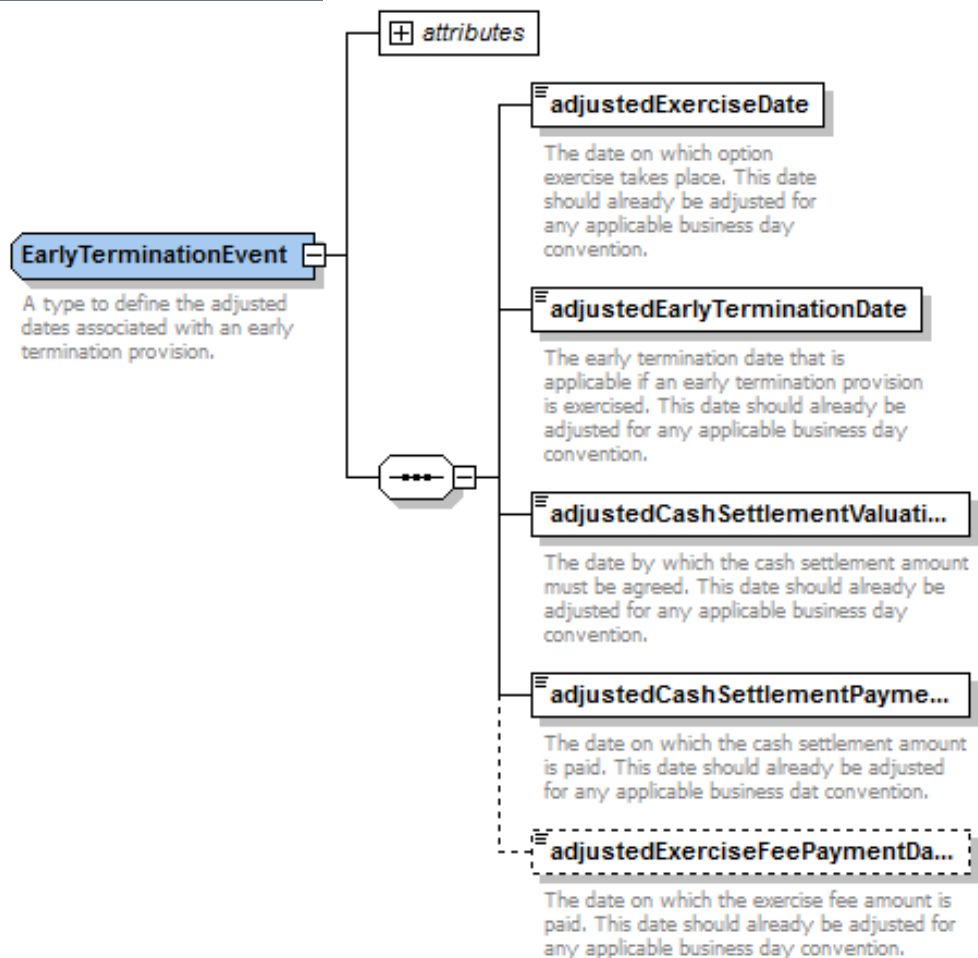 attributes
adjustedExerciseDate
The date on which option
exercise takes place. This date
should already be adjusted for
any applicable business day
convention.
EarlyTerminationEvent
A type to define the adjusted
dates associated with an early
termination provision.
adjustedEarlyTerminationDate
The early termination date that is
applicable if an early termination provision
is exercised. This date should already be
adjusted for any applicable business day
convention.
adjustedCashSettlementValuati...
The date by which the cash settlement amount
must be agreed. This date should already be
adjusted for any applicable business day
convention.
adjustedCashSettlementPayme...
The date on which the cash settlement amount
is paid. This date should already be adjusted
for any applicable business dat convention.
adjustedExerciseFeePaymentDa...
The date on which the exercise fee amount is
paid. This date should already be adjusted for
any applicable business day convention.